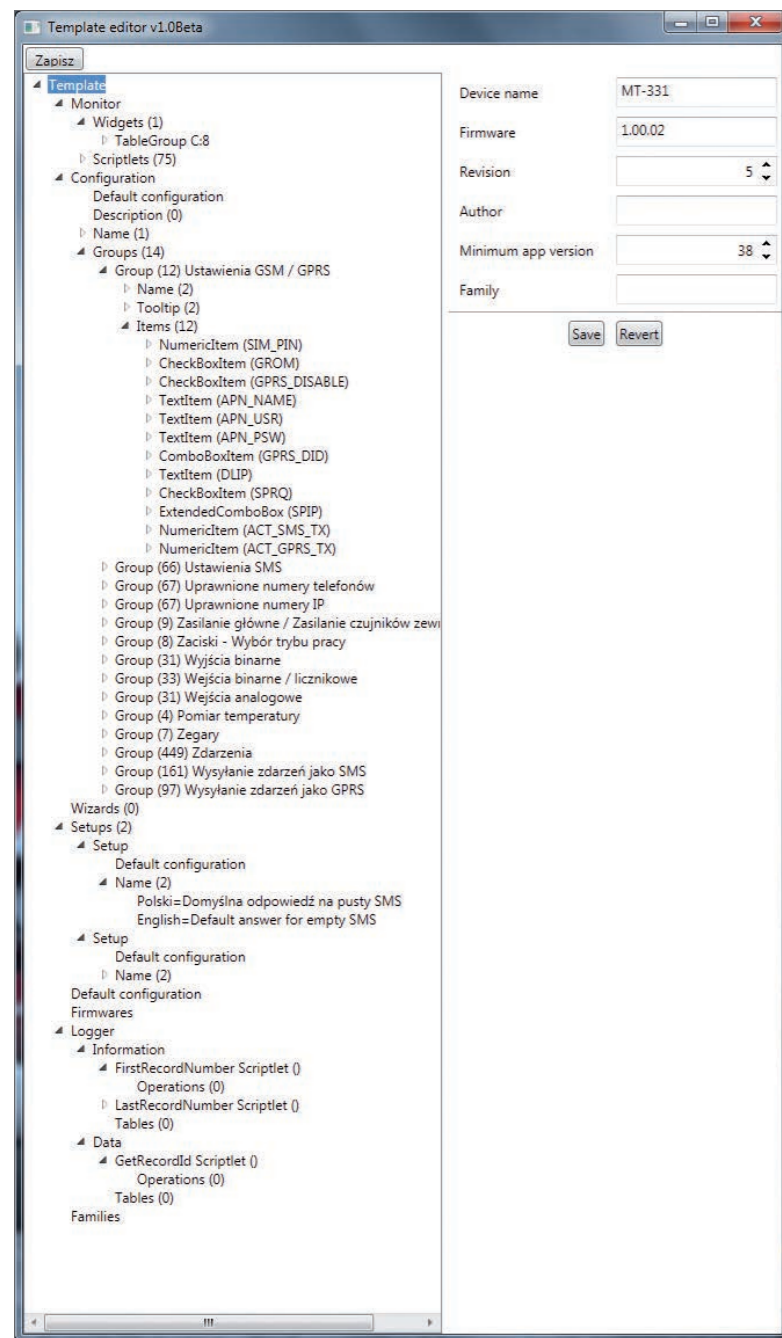 Template editor v1.0Beta
Zapisz
Template
Monitor
Widgets (1)
TableGroup C:8
Scriptlets (75)
Configuration
Default configuration
Description (0)
Name (1)
Groups (14)
Group (12) Ustawienia GSM / GPRS
Name (2)
Tooltip (2)
Items (12)
NumericItem (SIM_PIN)
CheckBoxItem (GROM)
CheckBoxItem (GPRS_DISABLE)
TextItem (APN_NAME)
TextItem (APN_USR)
TextItem (APN_PSW)
ComboBoxItem (GPRS_DID)
TextItem (DLIP)
CheckBoxItem (SPRQ)
ExtendedComboBox (SPIP)
NumericItem (ACT_SMS_TX)
NumericItem (ACT_GPRS_TX)
Group (66) Ustawienia SMS
Group (67) Uprawnione numery telefonów
Group (67) Uprawnione numery IP
Group (9) Zasilanie główne / Zasilanie czujników zewn
Group (8) Zaciski - Wybór trybu pracy
Group (31) Wyjścia binarne
Group (33) Wejścia binarne / licznikowe
Group (31) Wejścia analogowe
Group (4) Pomiar temperatury
Group (7) Zegary
Group (449) Zdarzenia
Group (161) Wysyłanie zdarzeń jako SMS
Group (97) Wysyłanie zdarzeń jako GPRS
Wizards (0)
Setups (2)
Setup
Default configuration
Name (2)
Polski=Domyślna odpowiedź na pusty SMS
English=Default answer for empty SMS
Setup
Default configuration
Name (2)
Default configuration
Firmwares
Logger
Information
FirstRecordNumber Scriptlet ()
Operations (0)
LastRecordNumber Scriptlet ()
Tables (0)
Data
GetRecordId Scriptlet ()
Operations (0)
Tables (0)
Families
Device name MT-331
Firmware 1.00.02
Revision 5
Author
Minimum app version 38
Family
Save Revert